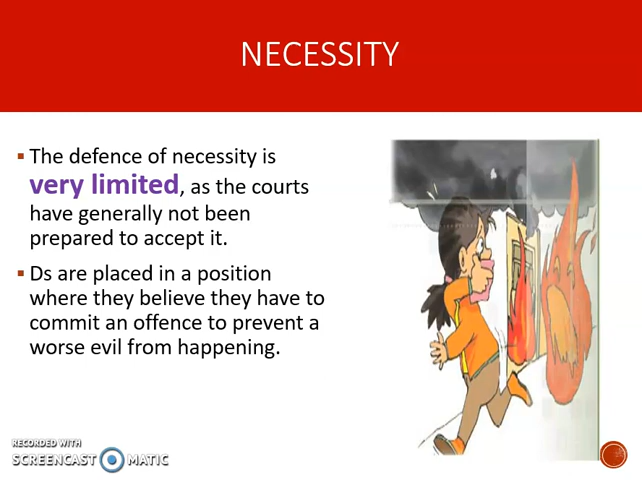 NECESSITY
▪ The defence of necessity is
very limited, as the courts
have generally not been
prepared to accept it.
▪ Ds are placed in a position
where they believe they have to
commit an offence to prevent a
worse evil from happening.
RECORDED WITH
SCREENCAST MATIC